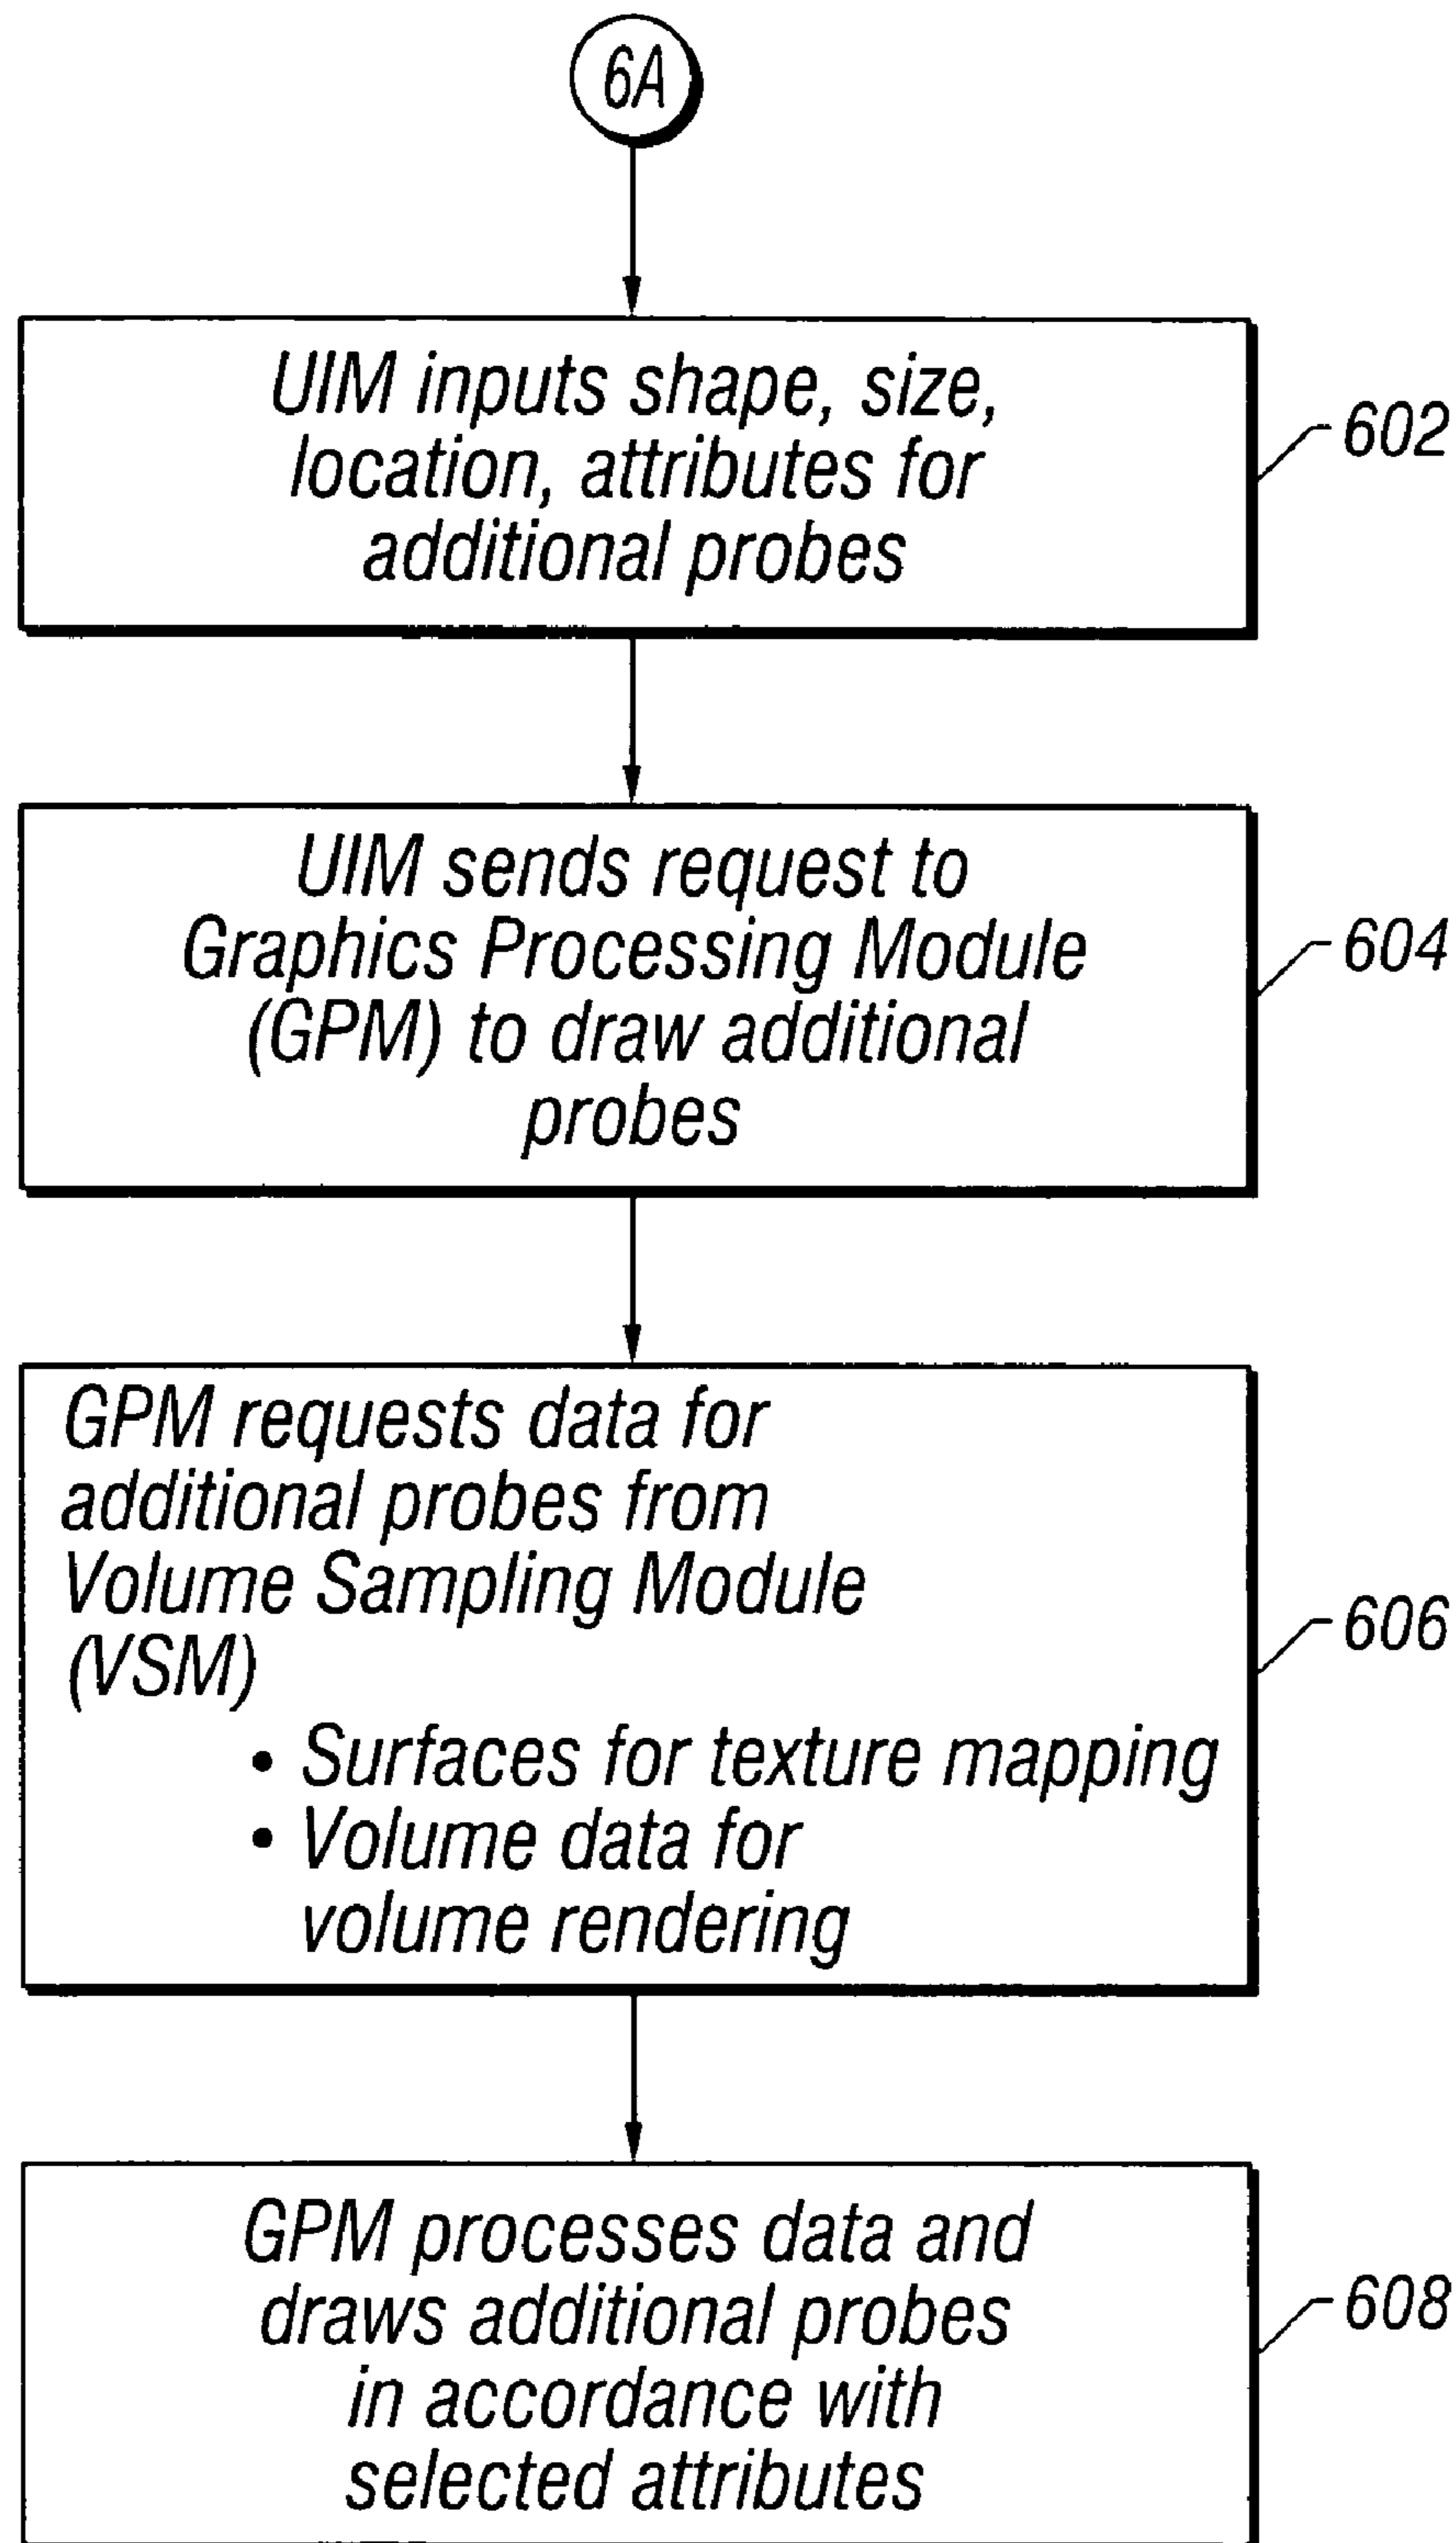 6A
UIM inputs shape, size,
location, attributes for
additional probes
602
UIM sends request to
Graphics Processing Module
(GPM) to draw additional
probes
604
GPM requests data for
additional probes from
Volume Sampling Module
(VSM)
• Surfaces for texture mapping
• Volume data for
volume rendering
606
GPM processes data and
draws additional probes
in accordance with
selected attributes
608